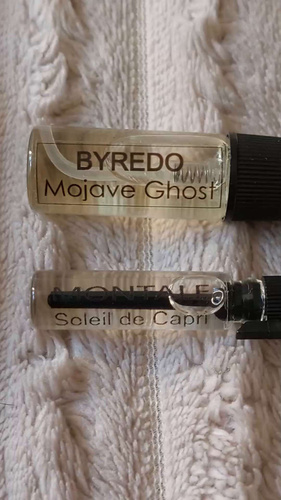 BYREDO
Mojave Ghost
MONTALE
Soleil de Capri